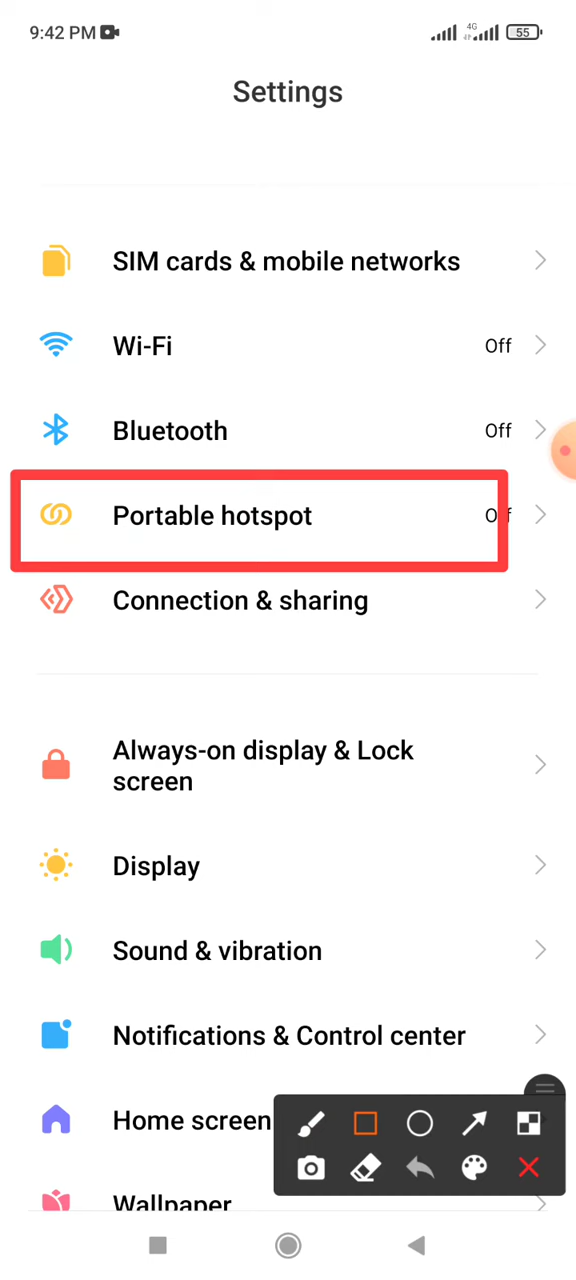 9:42 PM
4G
55
Settings
SIM cards & mobile networks
Wi-Fi
Off
Bluetooth
Off
Portable hotspot
Off
Connection & sharing
Always-on display & Lock
screen
Display
Sound & vibration
Notifications & Control center
Home screen
Wallpaper